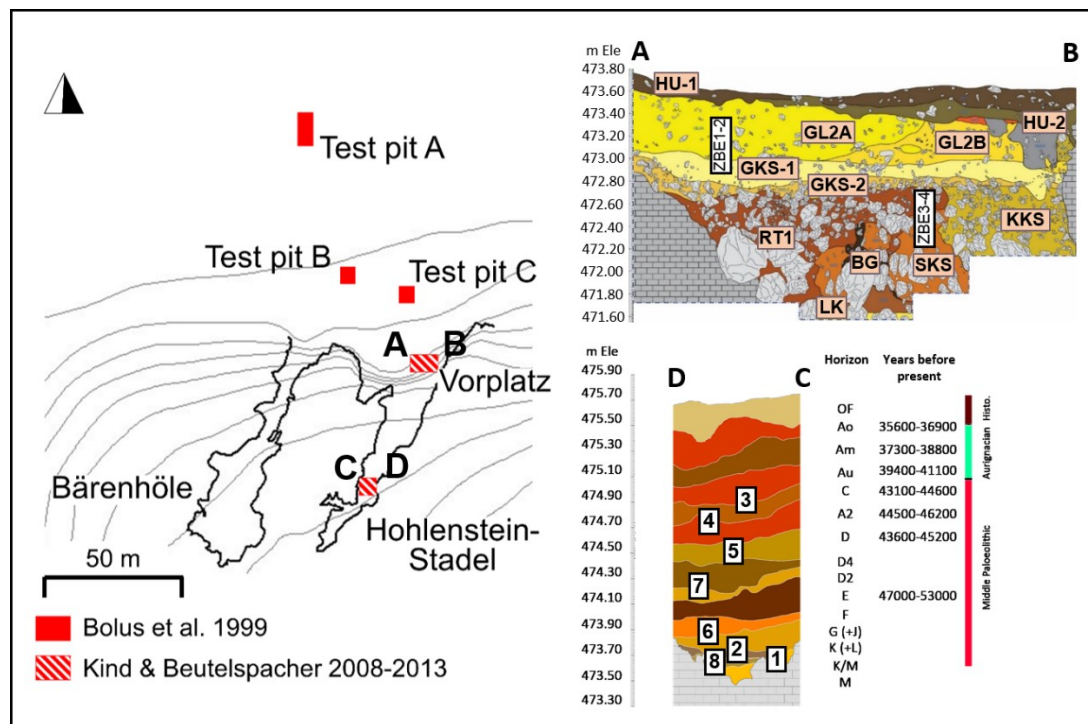 Test pit A
Test pit B
Test pit C
A
B
Vorplatz
C
D
Bärenhöle
Hohlenstein-
Stadel
50 m
Bolus et al. 1999
Kind & Beutelspacher 2008-2013
m Ele
A
B
473.80
473.60
473.40
473.20
473.00
472.80
472.60
472.40
472.20
472.00
471.80
471.60
HU-1
HU-2
GL2A
GL2B
ZBE1-2
GKS-1
GKS-2
ZBE3-4
KKS
RT1
BG
SKS
LK
m Ele
D
C
475.90
475.50
475.30
475.10
474.90
474.70
474.50
474.30
474.10
473.90
473.70
473.50
473.30
3
4
5
7
6
2
8
1
Horizon
Years before
present
OF
Ao 35600-36900
Am 37300-38800
Au 39400-41100
C 43100-44600
A2 44500-46200
D 43600-45200
D4
D2
E 47000-53000
F
G (+J)
K (+L)
K/M
M
Histo.
Aurignacian
Middle Paloeolithic